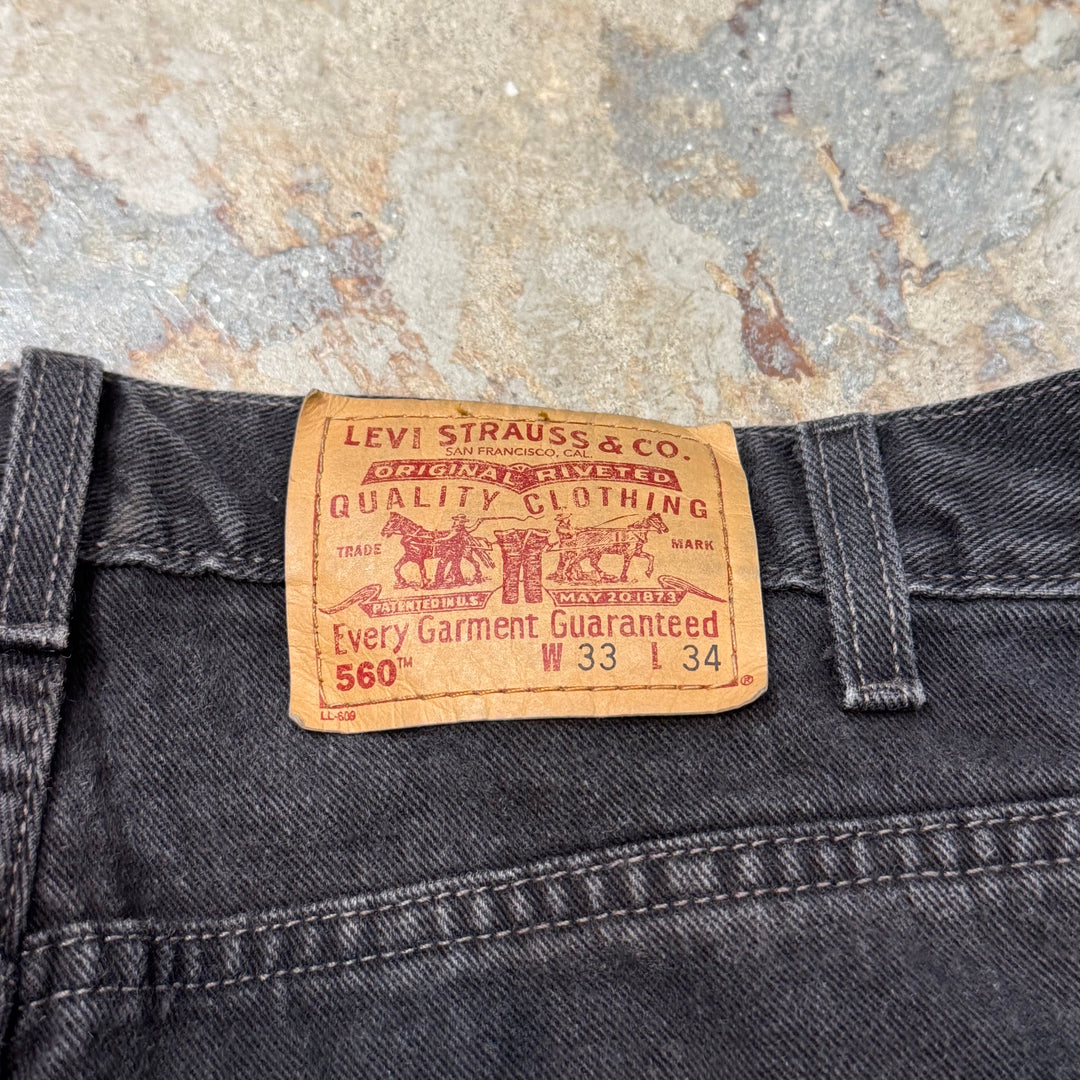 LEVI STRAUSS & CO.
SAN FRANCISCO, CAL.
ORIGINAL RIVETED
QUALITY CLOTHING
TRADE MARK
PATENTED IN U.S. MAY 20 1873
Every Garment Guaranteed
560™ W 33 L 34
LL-609 ®